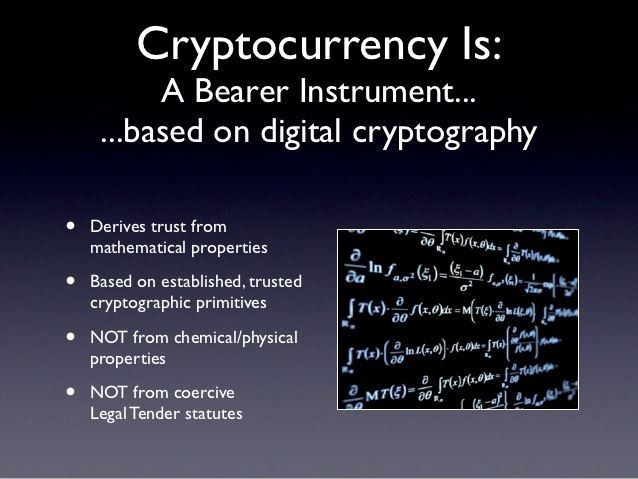 Cryptocurrency Is:
A Bearer Instrument...
...based on digital cryptography
• Derives trust from
mathematical properties
• Based on established, trusted
cryptographic primitives
• NOT from chemical/physical
properties
• NOT from coercive
Legal Tender statutes